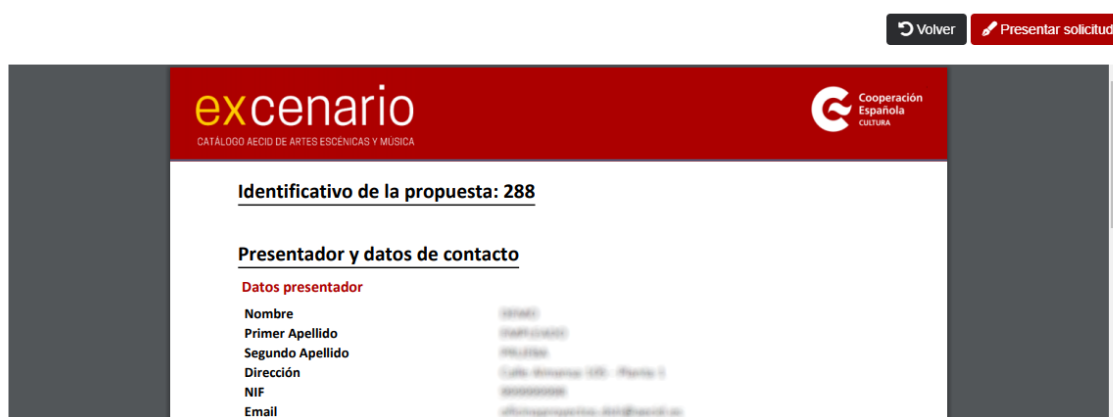 Volver Presentar solicitud
excenario
CATÁLOGO AECID DE ARTES ESCÉNICAS Y MÚSICA
Cooperación
Española
CULTURA
Identificativo de la propuesta: 288
Presentador y datos de contacto
Datos presentador
Nombre
Primer Apellido
Segundo Apellido
Dirección
NIF
Email